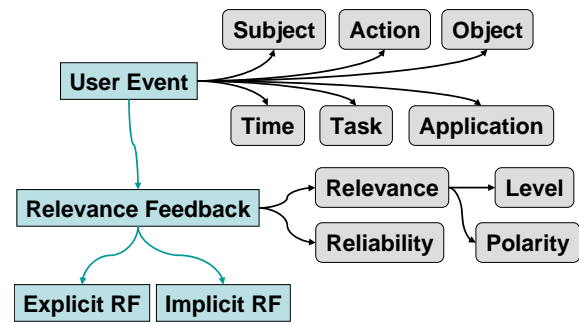 Subject Action Object
User Event
Time Task Application
Relevance Level
Relevance Feedback
Reliability Polarity
Explicit RF Implicit RF